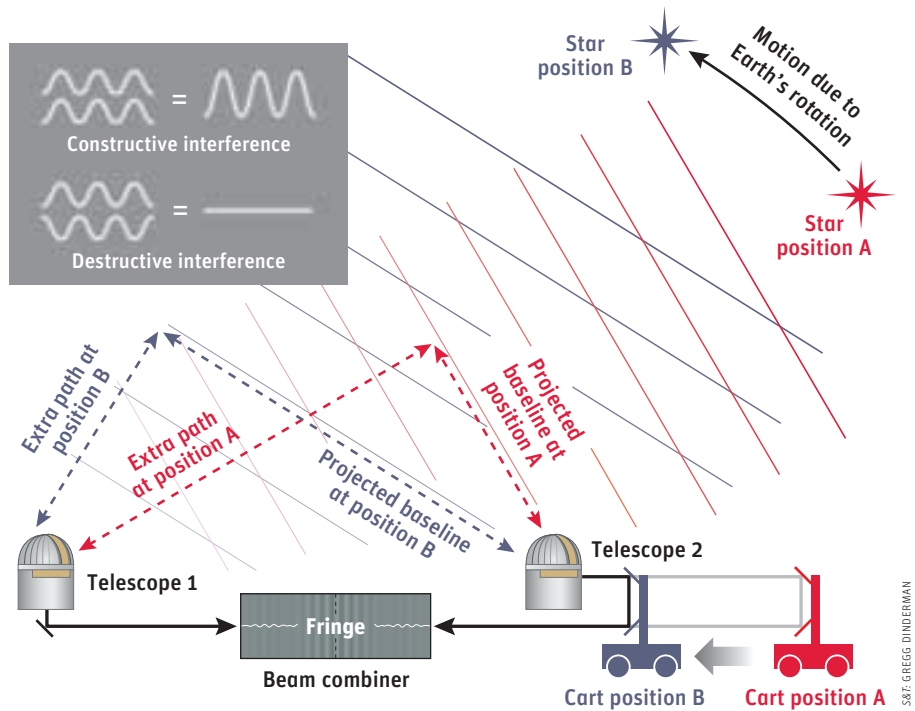 =
Constructive interference
=
Destructive interference
Star
position B
Motion due to
Earth's rotation
Star
position A
Extra path at
position B
Extra path
at position A
Projected baseline
at position B
Projected
baseline at
position A
Telescope 1
Telescope 2
Fringe
Beam combiner
Cart position B
Cart position A
S&T: GREGG DINDERMAN